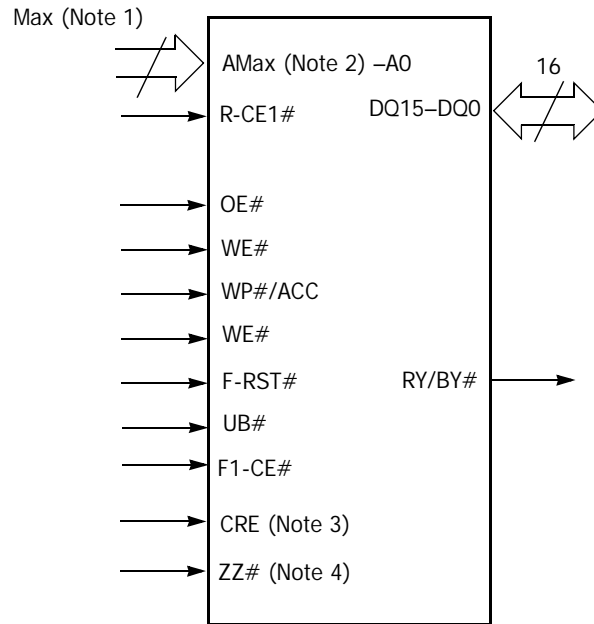 Max (Note 1)
AMax (Note 2) –A0
16
R-CE1#
DQ15–DQ0
OE#
WE#
WP#/ACC
WE#
F-RST#
RY/BY#
UB#
F1-CE#
CRE (Note 3)
ZZ# (Note 4)